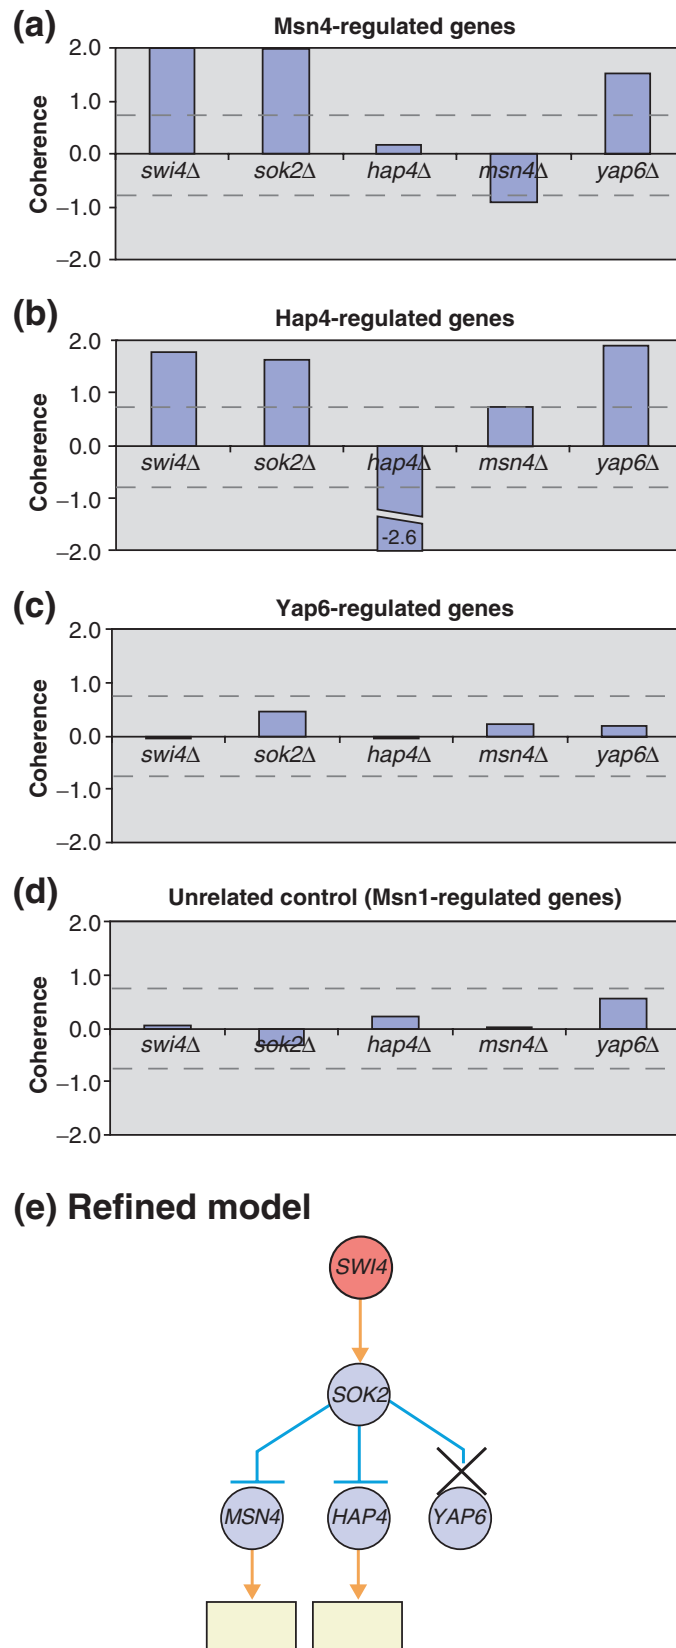 (a)
Msn4-regulated genes
Coherence
2.0
1.0
0.0
–1.0
–2.0
swi4Δ sok2Δ hap4Δ msn4Δ yap6Δ
(b)
Hap4-regulated genes
Coherence
2.0
1.0
0.0
–1.0
–2.0
swi4Δ sok2Δ hap4Δ msn4Δ yap6Δ
-2.6
(c)
Yap6-regulated genes
Coherence
2.0
1.0
0.0
–1.0
–2.0
swi4Δ sok2Δ hap4Δ msn4Δ yap6Δ
(d)
Unrelated control (Msn1-regulated genes)
Coherence
2.0
1.0
0.0
–1.0
–2.0
swi4Δ sok2Δ hap4Δ msn4Δ yap6Δ
(e) Refined model
SWI4
SOK2
MSN4 HAP4 YAP6